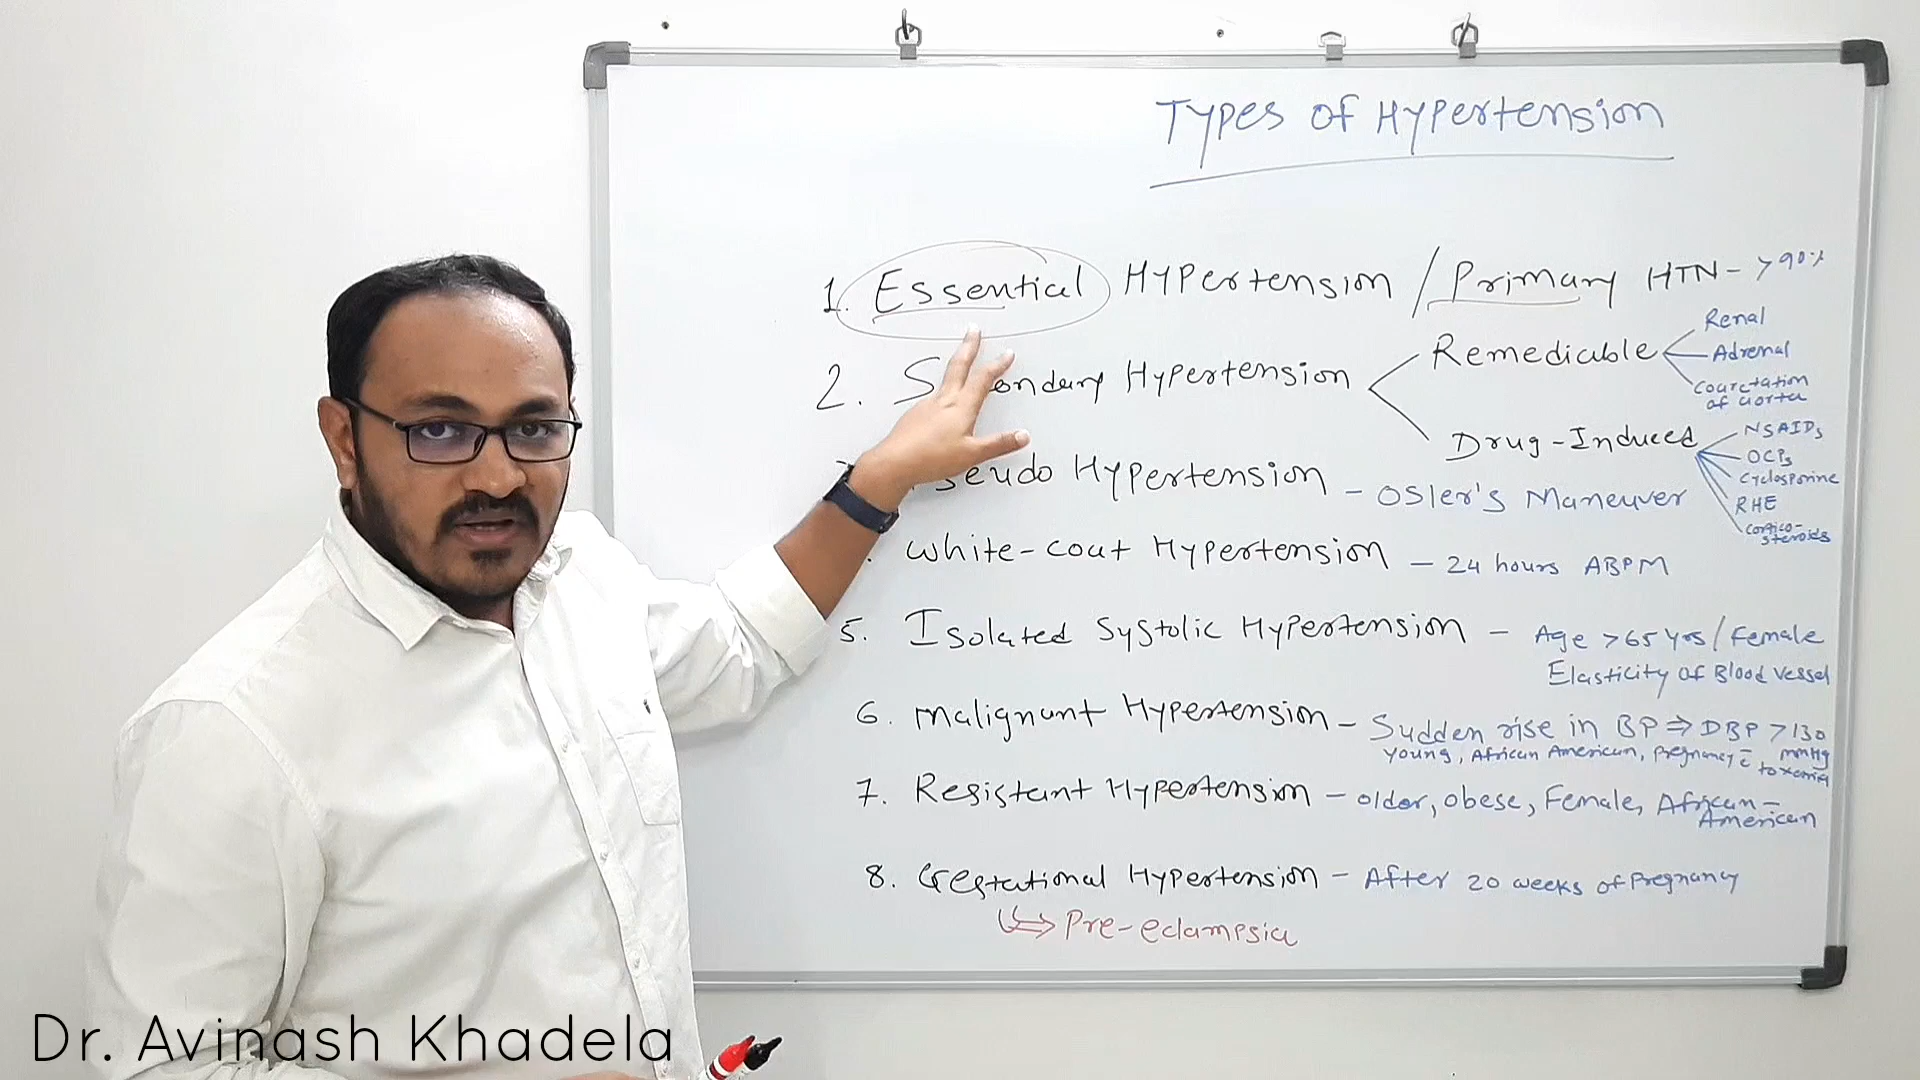 Types of Hypertension
1. Essential Hypertension / Primary HTN - >90%
2. Secondary Hypertension
Remediable
Renal
Adrenal
Couretation of aorta
Drug-Induced
NSAIDs
OCPs
Cyclosporine
RHE
Cortico-
steroids
Pseudo Hypertension - Osler's Maneuver
White-coat Hypertension - 24 hours ABPM
5. Isolated Systolic Hypertension - Age >65 yrs / Female
Elasticity of Blood Vessel
6. Malignant Hypertension - Sudden rise in BP ⇒ DBP >130 mmHg
Young, African American, Pregnancy c̄ toxemia
7. Resistant Hypertension - older, obese, Female, African-
American
8. Gestational Hypertension - After 20 weeks of Pregnancy
↳⇒ Pre-eclampsia
Dr. Avinash Khadela